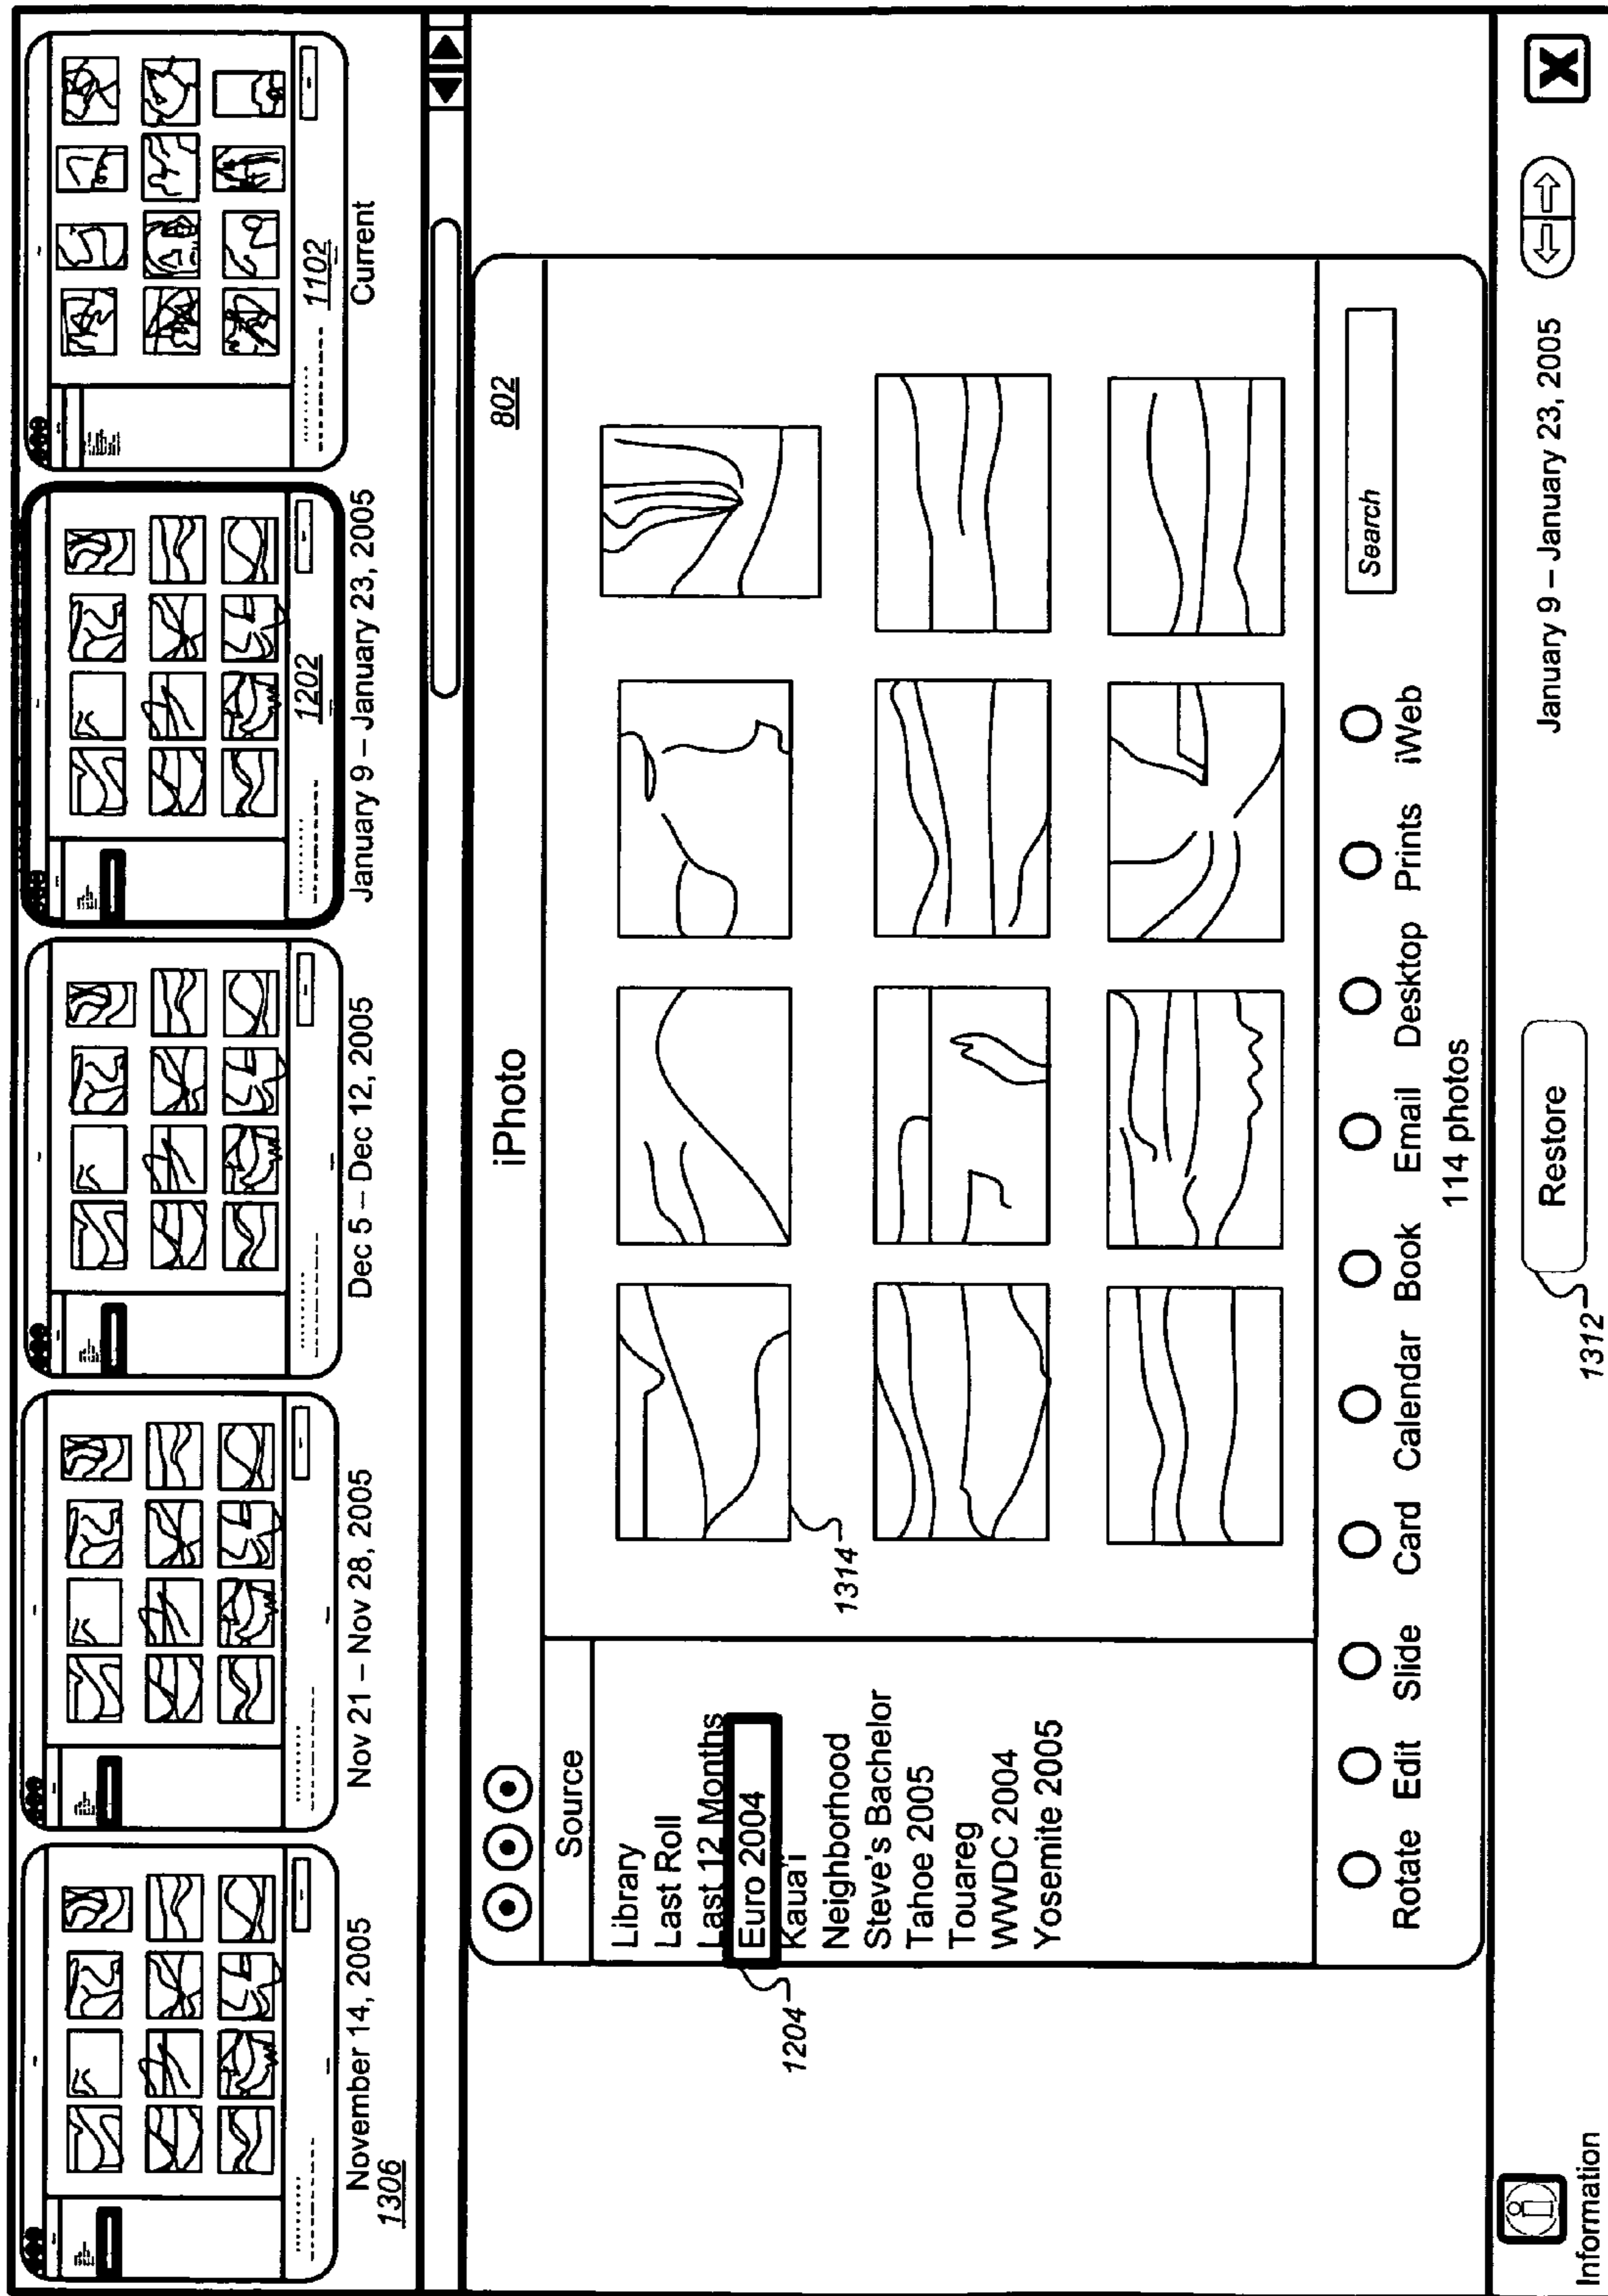 November 14, 2005
1306
Nov 21 – Nov 28, 2005
Dec 5 – Dec 12, 2005
January 9 – January 23, 2005
1202
1102
Current
iPhoto
802
Source
Library
Last Roll
Last 12 Months
Euro 2004
Kaua'i
Neighborhood
Steve's Bachelor
Tahoe 2005
Touareg
WWDC 2004
Yosemite 2005
1204
1314
Search
Rotate Edit Slide Card Calendar Book Email Desktop Prints iWeb
114 photos
i
Information
1312
Restore
January 9 – January 23, 2005
X